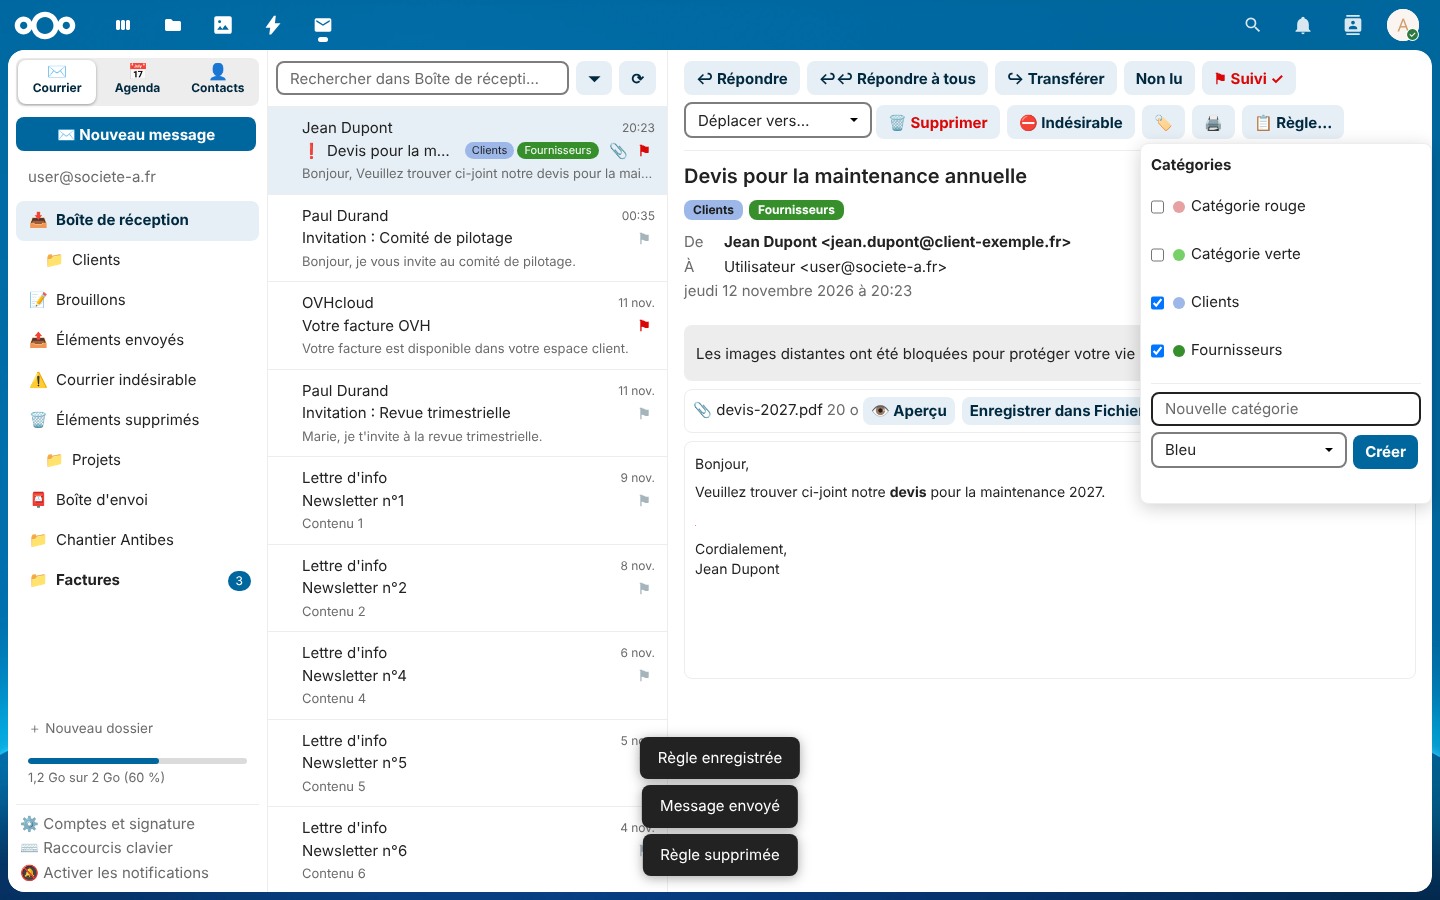 Courrier
Agenda
Contacts
Nouveau message
user@societe-a.fr
Boîte de réception
Clients
Brouillons
Éléments envoyés
Courrier indésirable
Éléments supprimés
Projets
Boîte d'envoi
Chantier Antibes
Factures 3
+ Nouveau dossier
1,2 Go sur 2 Go (60 %)
Comptes et signature
Raccourcis clavier
Activer les notifications
Rechercher dans Boîte de récepti...
Jean Dupont 20:23
Devis pour la m... Clients Fournisseurs
Bonjour, Veuillez trouver ci-joint notre devis pour la mai...
Paul Durand 00:35
Invitation : Comité de pilotage
Bonjour, je vous invite au comité de pilotage.
OVHcloud 11 nov.
Votre facture OVH
Votre facture est disponible dans votre espace client.
Paul Durand 11 nov.
Invitation : Revue trimestrielle
Marie, je t'invite à la revue trimestrielle.
Lettre d'info 9 nov.
Newsletter n°1
Contenu 1
Lettre d'info 8 nov.
Newsletter n°2
Contenu 2
Lettre d'info 6 nov.
Newsletter n°4
Contenu 4
Lettre d'info 5
Newsletter n°5
Contenu 5
Lettre d'info 4 nov.
Newsletter n°6
Contenu 6
Répondre
Répondre à tous
Transférer
Non lu
Suivi ✓
Déplacer vers...
Supprimer
Indésirable
Règle...
Devis pour la maintenance annuelle
Clients Fournisseurs
De Jean Dupont <jean.dupont@client-exemple.fr>
À Utilisateur <user@societe-a.fr>
jeudi 12 novembre 2026 à 20:23
Les images distantes ont été bloquées pour protéger votre vie
devis-2027.pdf 20 o Aperçu Enregistrer dans Fichier
Bonjour,
Veuillez trouver ci-joint notre devis pour la maintenance 2027.
Cordialement,
Jean Dupont
Catégories
Catégorie rouge
Catégorie verte
Clients
Fournisseurs
Nouvelle catégorie
Bleu
Créer
Règle enregistrée
Message envoyé
Règle supprimée
A